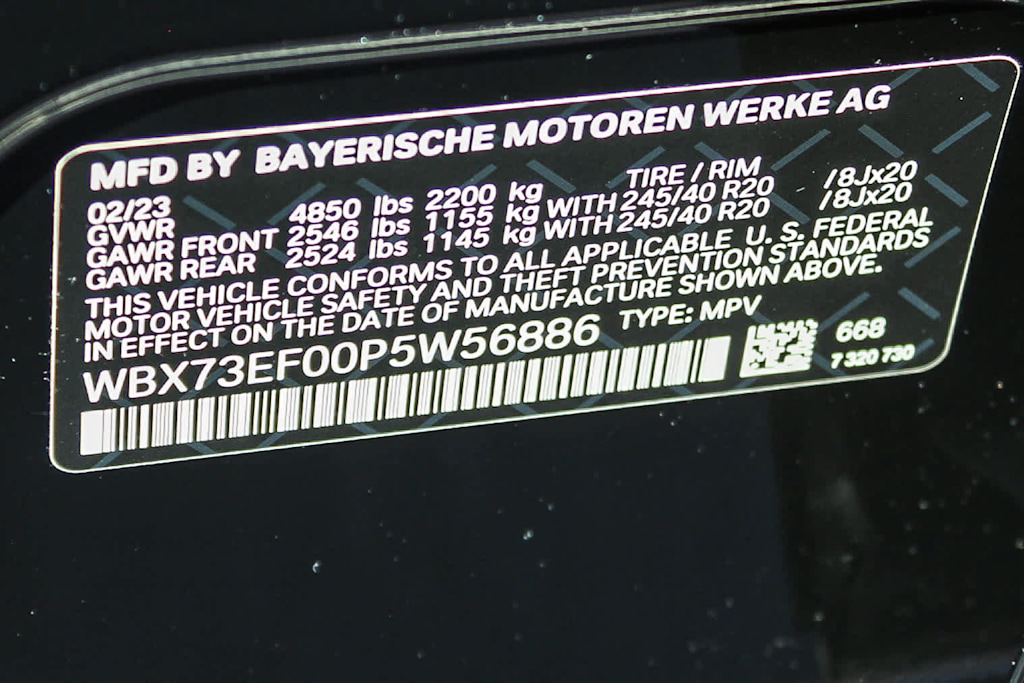 MFD BY BAYERISCHE MOTOREN WERKE AG
02/23 TIRE / RIM
GVWR 4850 lbs 2200 kg
GAWR FRONT 2546 lbs 1155 kg WITH 245/40 R20 /8Jx20
GAWR REAR 2524 lbs 1145 kg WITH 245/40 R20 /8Jx20
THIS VEHICLE CONFORMS TO ALL APPLICABLE U. S. FEDERAL
MOTOR VEHICLE SAFETY AND THEFT PREVENTION STANDARDS
IN EFFECT ON THE DATE OF MANUFACTURE SHOWN ABOVE.
WBX73EF00P5W56886 TYPE: MPV
668
7 320 730